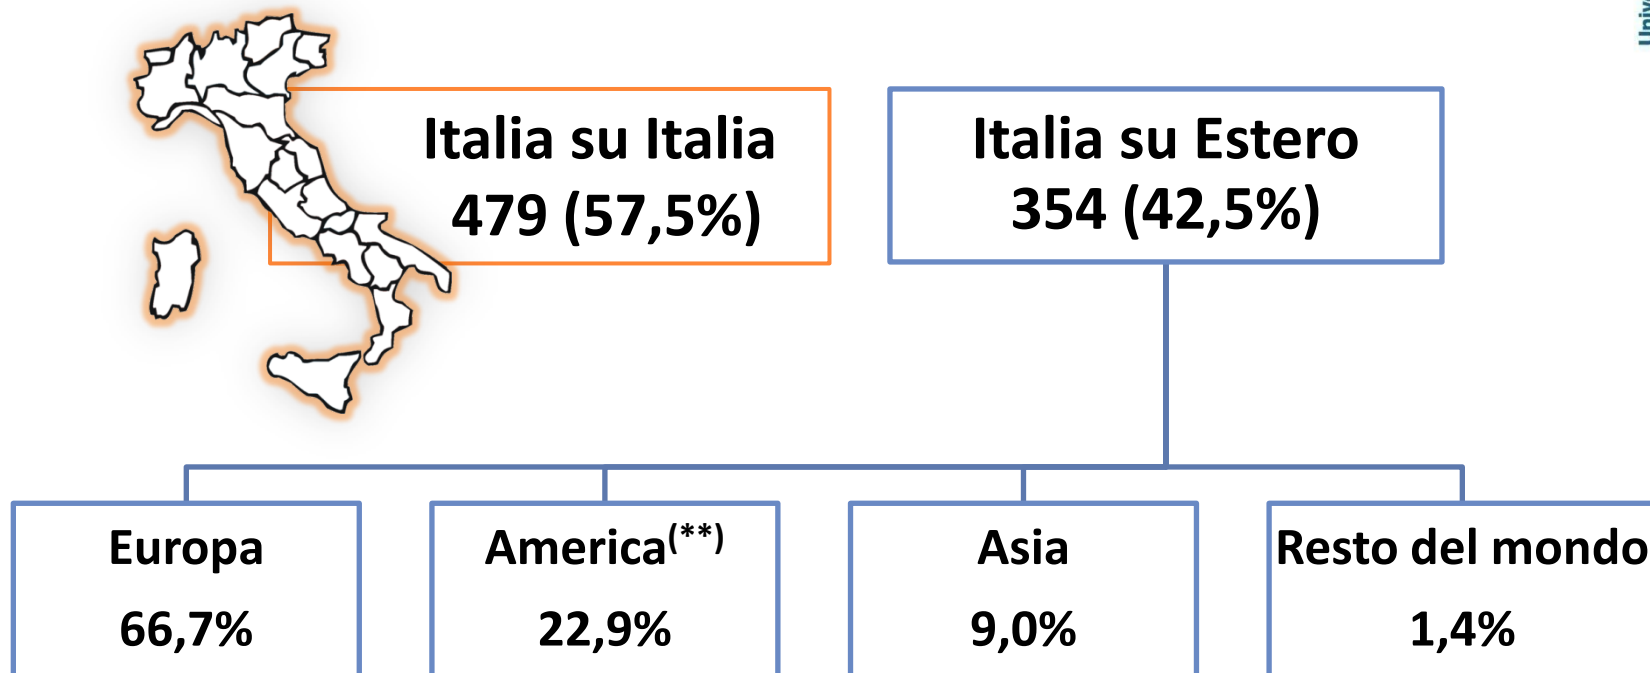 Italia su Italia
479 (57,5%)
Italia su Estero
354 (42,5%)
Europa
66,7%
America(**)
22,9%
Asia
9,0%
Resto del mondo
1,4%